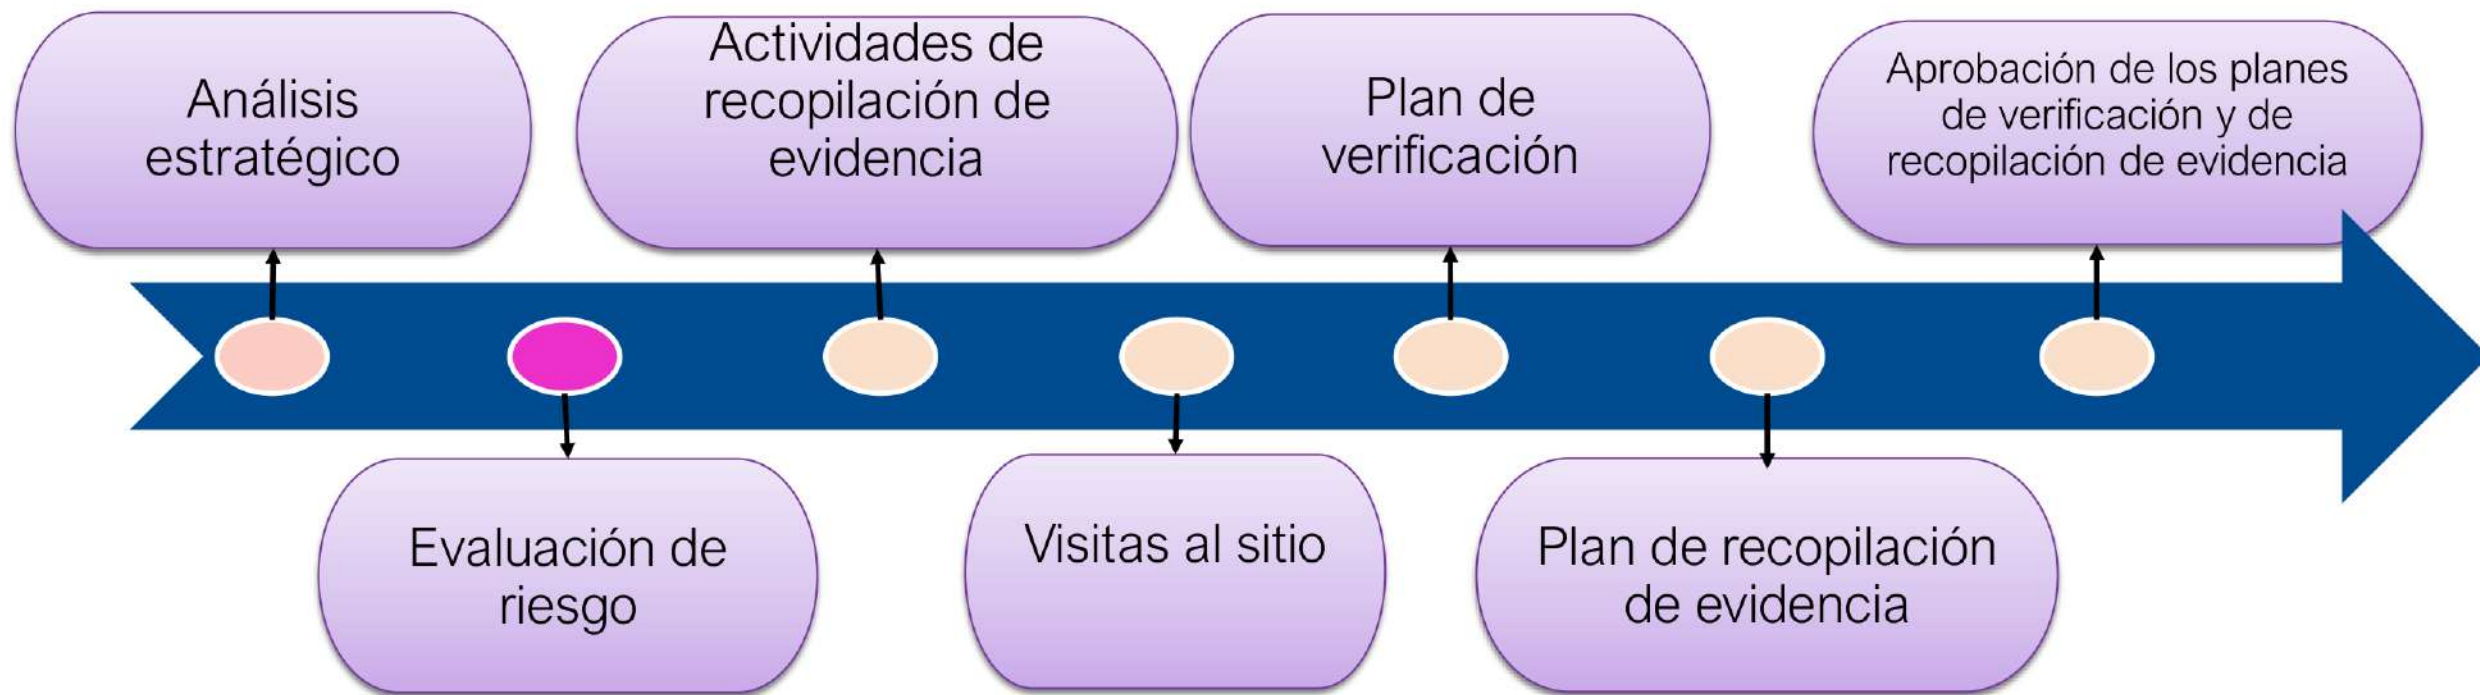 Análisis
estratégico
Actividades de
recopilación de
evidencia
Plan de
verificación
Aprobación de los planes
de verificación y de
recopilación de evidencia
Evaluación de
riesgo
Visitas al sitio
Plan de recopilación
de evidencia